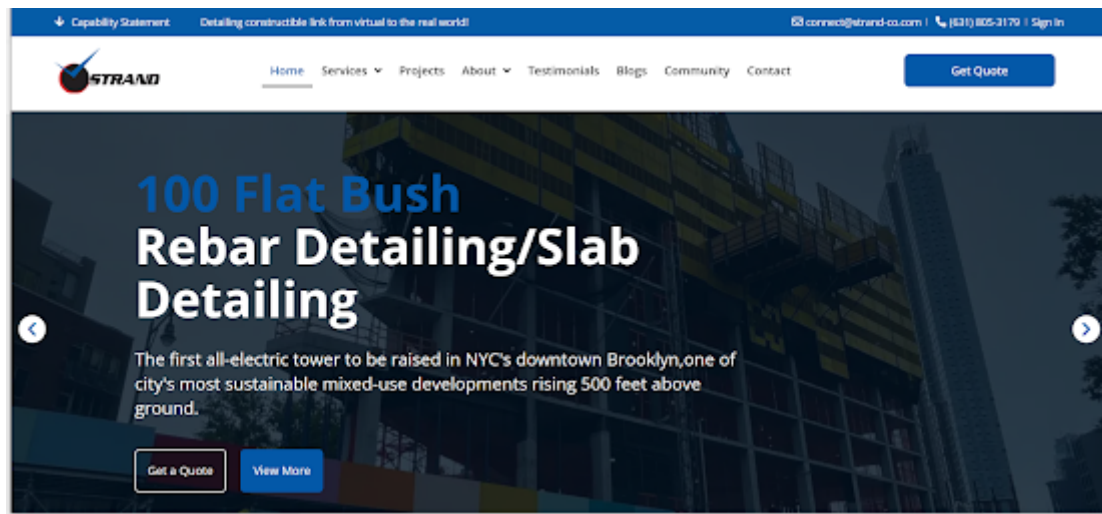 Capability Statement Detailing constructible link from virtual to the real world! connect@strand-co.com | (631) 805-3179 | Sign In
STRAND Home Services Projects About Testimonials Blogs Community Contact Get Quote
100 Flat Bush
Rebar Detailing/Slab
Detailing
The first all-electric tower to be raised in NYC's downtown Brooklyn,one of
city's most sustainable mixed-use developments rising 500 feet above
ground.
Get a Quote View More